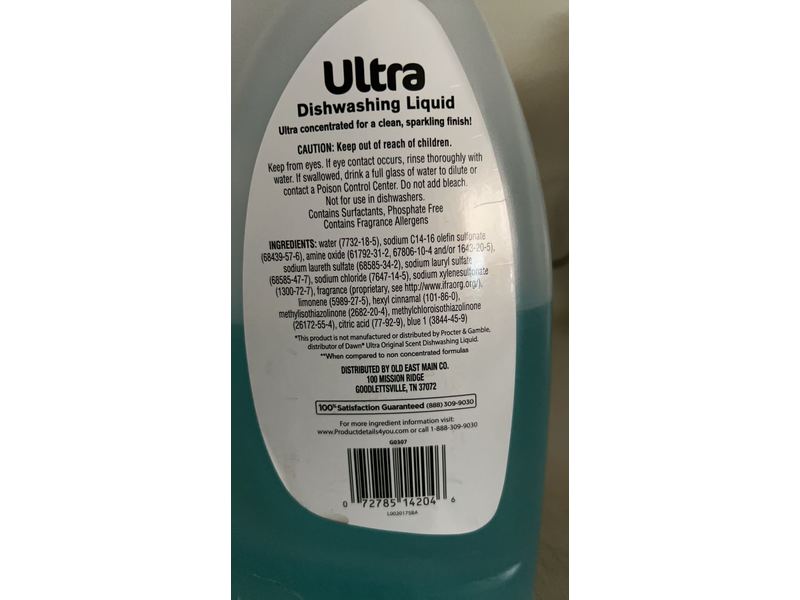 Ultra
Dishwashing Liquid
Ultra concentrated for a clean, sparkling finish!
CAUTION: Keep out of reach of children.
Keep from eyes. If eye contact occurs, rinse thoroughly with
water. If swallowed, drink a full glass of water to dilute or
contact a Poison Control Center. Do not add bleach.
Not for use in dishwashers.
Contains Surfactants, Phosphate Free
Contains Fragrance Allergens
INGREDIENTS: water (7732-18-5), sodium C14-16 olefin sulfonate
(68439-57-6), amine oxide (61792-31-2, 67806-10-4 and/or 1643-20-5),
sodium laureth sulfate (68585-34-2), sodium lauryl sulfate
(68585-47-7), sodium chloride (7647-14-5), sodium xylenesulfonate
(1300-72-7), fragrance (proprietary, see http://www.ifraorg.org/),
limonene (5989-27-5), hexyl cinnamal (101-86-0),
methylisothiazolinone (2682-20-4), methylchloroisothiazolinone
(26172-55-4), citric acid (77-92-9), blue 1 (3844-45-9)
*This product is not manufactured or distributed by Procter & Gamble,
distributor of Dawn® Ultra Original Scent Dishwashing Liquid.
**When compared to non concentrated formulas
DISTRIBUTED BY OLD EAST MAIN CO.
100 MISSION RIDGE
GOODLETTSVILLE, TN 37072
100% Satisfaction Guaranteed (888) 309-9030
For more ingredient information visit:
www.Productdetails4you.com or call 1-888-309-9030
G0307
0 72785 14204 6
L0020175BA